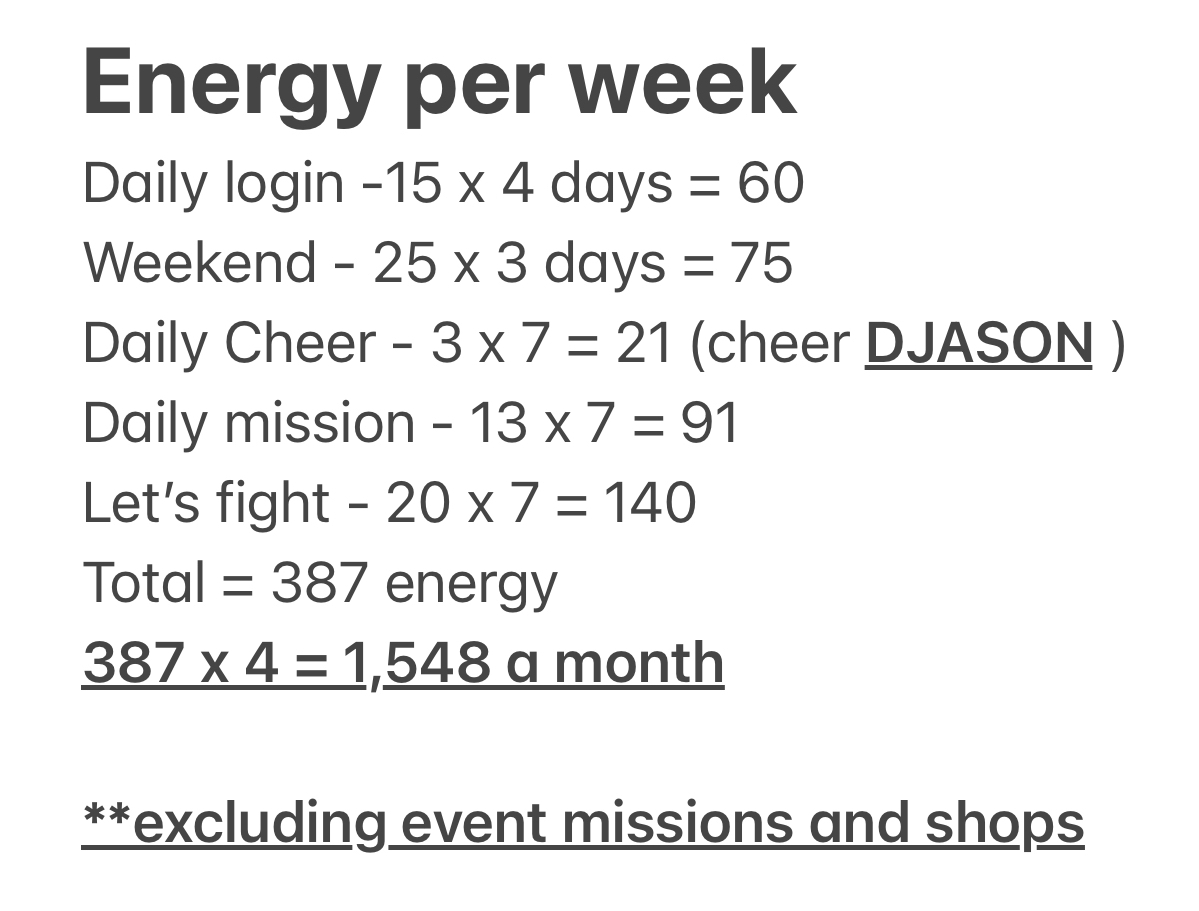 Energy per week
Daily login -15 x 4 days = 60
Weekend - 25 x 3 days = 75
Daily Cheer - 3 x 7 = 21 (cheer DJASON )
Daily mission - 13 x 7 = 91
Let’s fight - 20 x 7 = 140
Total = 387 energy
387 x 4 = 1,548 a month
**excluding event missions and shops